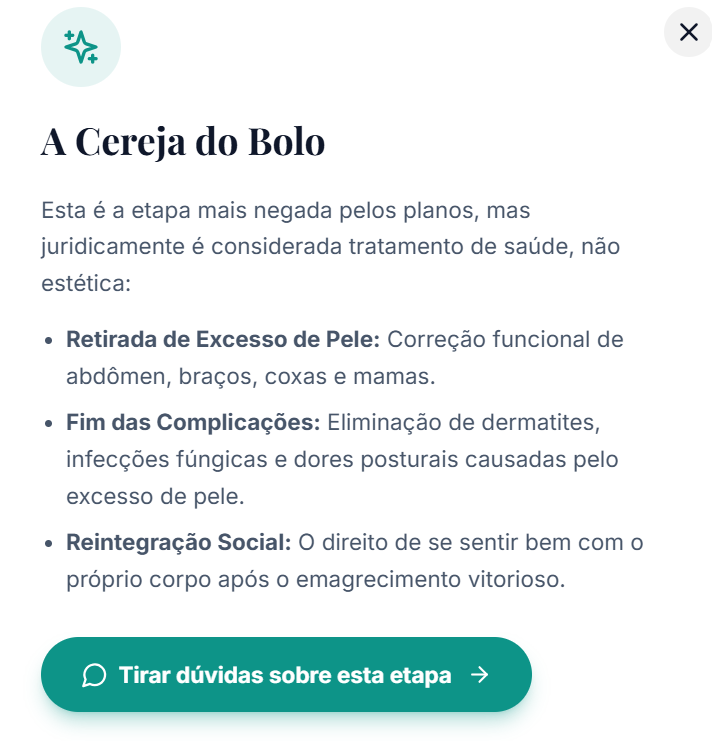 A Cereja do Bolo
Esta é a etapa mais negada pelos planos, mas
juridicamente é considerada tratamento de saúde, não
estética:
• Retirada de Excesso de Pele: Correção funcional de
abdômen, braços, coxas e mamas.
• Fim das Complicações: Eliminação de dermatites,
infecções fúngicas e dores posturais causadas pelo
excesso de pele.
• Reintegração Social: O direito de se sentir bem com o
próprio corpo após o emagrecimento vitorioso.
Tirar dúvidas sobre esta etapa →